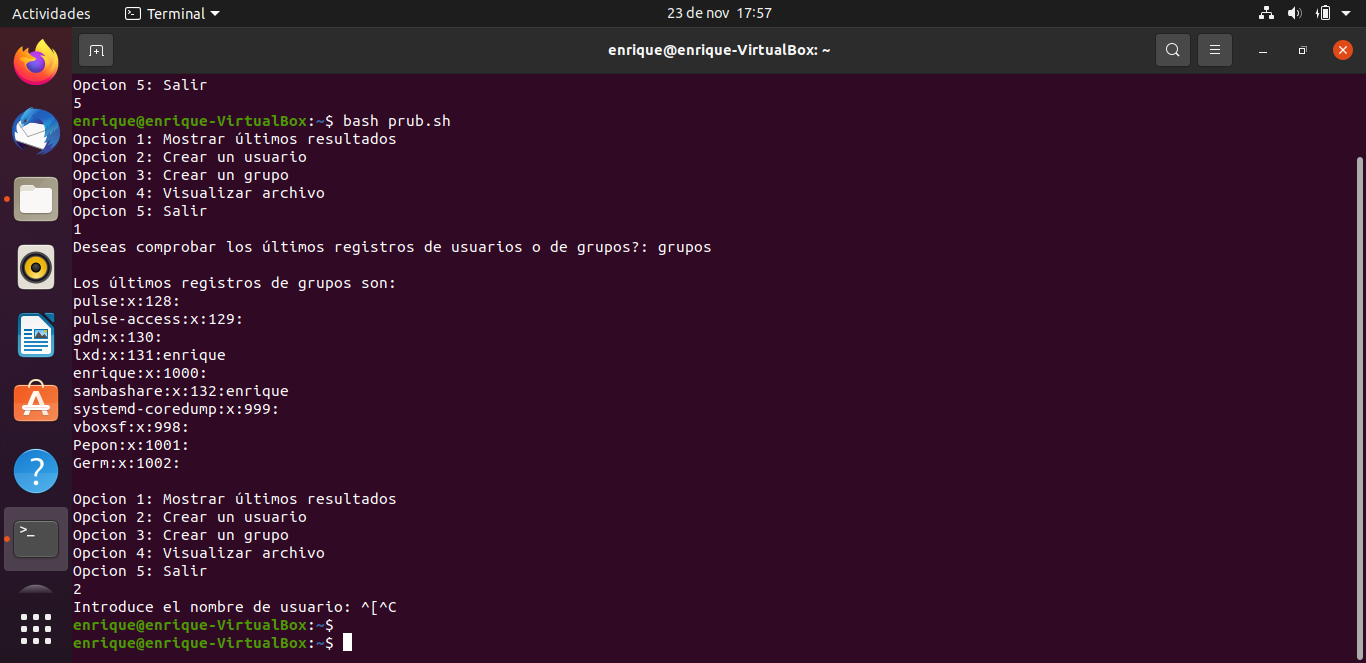 Actividades
Terminal
23 de nov 17:57
enrique@enrique-VirtualBox: ~
Opcion 5: Salir
5
enrique@enrique-VirtualBox:~$ bash prub.sh
Opcion 1: Mostrar últimos resultados
Opcion 2: Crear un usuario
Opcion 3: Crear un grupo
Opcion 4: Visualizar archivo
Opcion 5: Salir
1
Deseas comprobar los últimos registros de usuarios o de grupos?: grupos
Los últimos registros de grupos son:
pulse:x:128:
pulse-access:x:129:
gdm:x:130:
lxd:x:131:enrique
enrique:x:1000:
sambashare:x:132:enrique
systemd-coredump:x:999:
vboxsf:x:998:
Pepon:x:1001:
Germ:x:1002:
Opcion 1: Mostrar últimos resultados
Opcion 2: Crear un usuario
Opcion 3: Crear un grupo
Opcion 4: Visualizar archivo
Opcion 5: Salir
2
Introduce el nombre de usuario: ^[^C
enrique@enrique-VirtualBox:~$
enrique@enrique-VirtualBox:~$